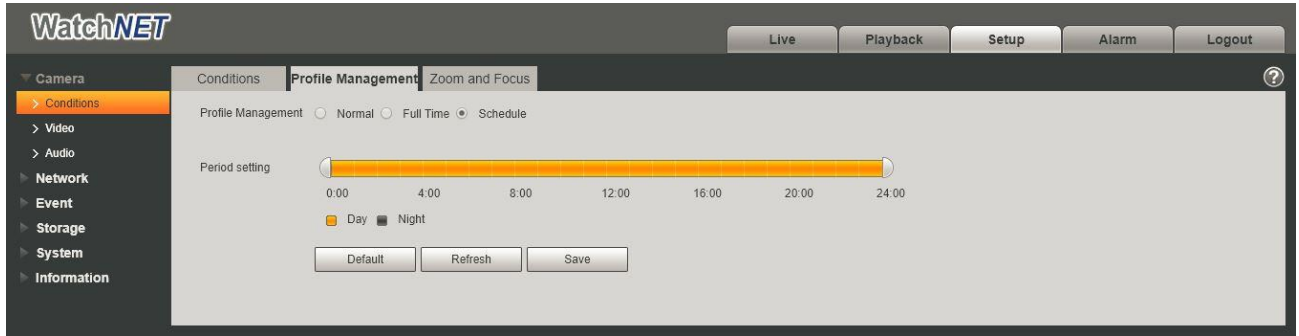 WatchNET
Live Playback Setup Alarm Logout
Camera
Conditions
Video
Audio
Network
Event
Storage
System
Information
Conditions Profile Management Zoom and Focus ?
Profile Management Normal Full Time Schedule
Period setting
0:00 4:00 8:00 12:00 16:00 20:00 24:00
Day Night
Default Refresh Save